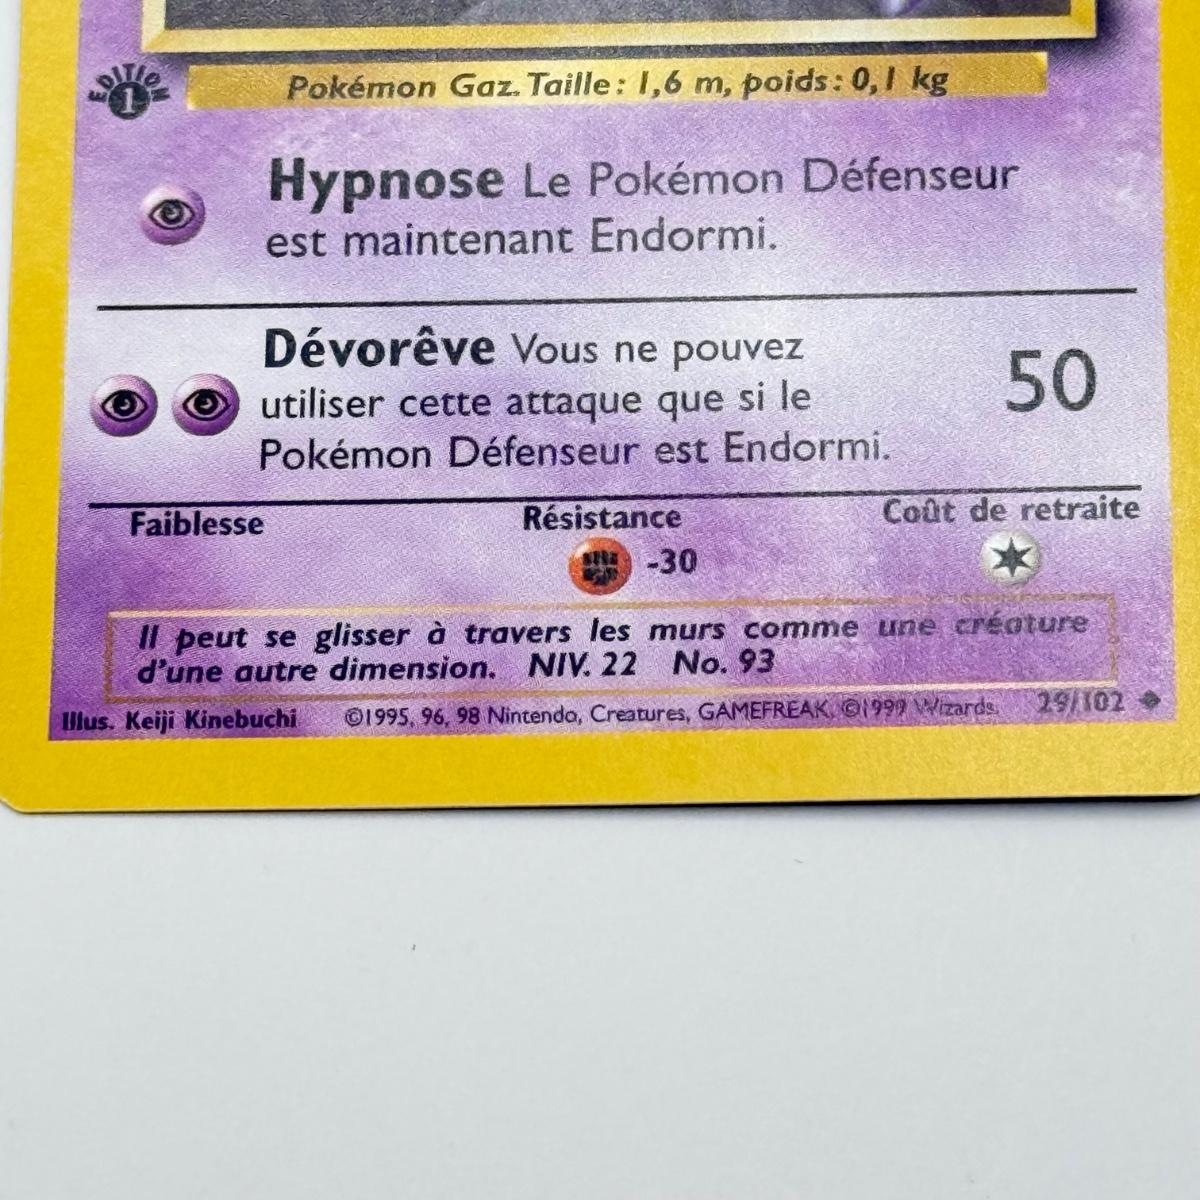 EDITION
1
Pokémon Gaz. Taille : 1,6 m, poids : 0,1 kg
Hypnose Le Pokémon Défenseur
est maintenant Endormi.
Dévorêve Vous ne pouvez
utiliser cette attaque que si le
Pokémon Défenseur est Endormi.
50
Faiblesse Résistance Coût de retraite
-30
Il peut se glisser à travers les murs comme une créature
d'une autre dimension. NIV. 22 No. 93
Illus. Keiji Kinebuchi ©1995, 96, 98 Nintendo, Creatures, GAMEFREAK. ©1999 Wizards. 29/102